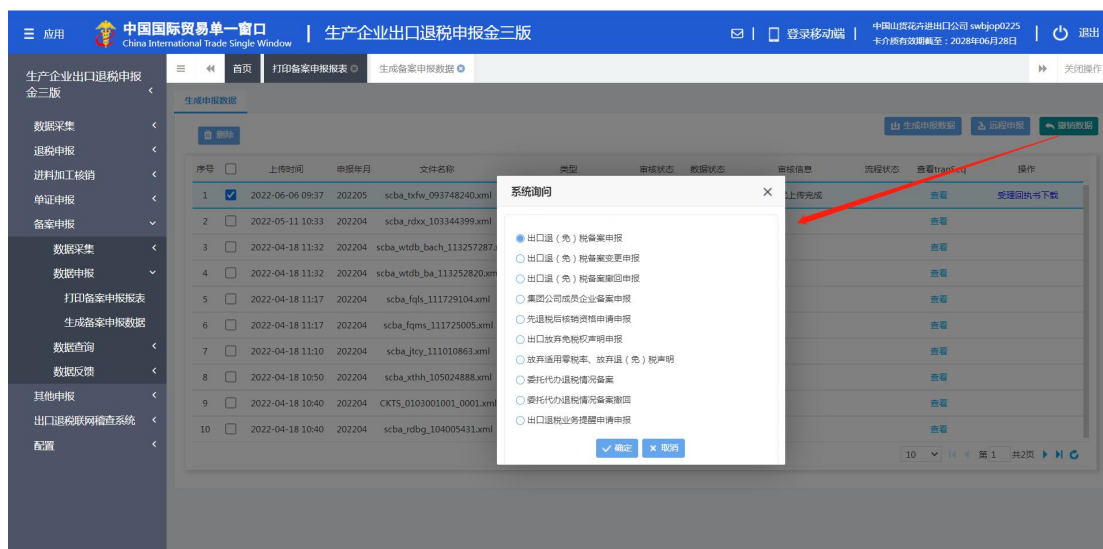 应用
中国国际贸易单一窗口
China International Trade Single Window
生产企业出口退税申报金三版
登录移动端
中国山货花卉进出口公司 swbjop0225
卡介质有效期截至：2028年06月28日
退出
生产企业出口退税申报
金三版
数据采集
退税申报
进料加工核销
单证申报
备案申报
数据采集
数据申报
打印备案申报报表
生成备案申报数据
数据查询
数据反馈
其他申报
出口退税联网稽查系统
配置
首页 打印备案申报报表 生成备案申报数据 关闭操作
生成申报数据
删除 生成申报数据 远程申报 撤销数据
序号 上传时间 申报年月 文件名称 类型 审核状态 数据状态 审核信息 流程状态 查看tranSeq 操作
1 2022-06-06 09:37 202205 scba_txfw_093748240.xml 上传完成 查看 受理回执书下载
2 2022-05-11 10:33 202204 scba_rdxx_103344399.xml 查看
3 2022-04-18 11:32 202204 scba_wtdb_bach_113257287. 查看
4 2022-04-18 11:32 202204 scba_wtdb_ba_113252820.xm 查看
5 2022-04-18 11:17 202204 scba_fqls_111729104.xml 查看
6 2022-04-18 11:17 202204 scba_fqms_111725005.xml 查看
7 2022-04-18 11:10 202204 scba_jtcy_111010863.xml 查看
8 2022-04-18 10:50 202204 scba_xthh_105024888.xml 查看
9 2022-04-18 10:40 202204 CKTS_0103001001_0001.xml 查看
10 2022-04-18 10:40 202204 scba_rdbg_104005431.xml 查看
10 第 1 共2页
系统询问
出口退（免）税备案申报
出口退（免）税备案变更申报
出口退（免）税备案撤回申报
集团公司成员企业备案申报
先退税后核销资格申请申报
出口放弃免税权声明申报
放弃适用零税率、放弃退（免）税声明
委托代办退税情况备案
委托代办退税情况备案撤回
出口退税业务提醒申请申报
确定 取消